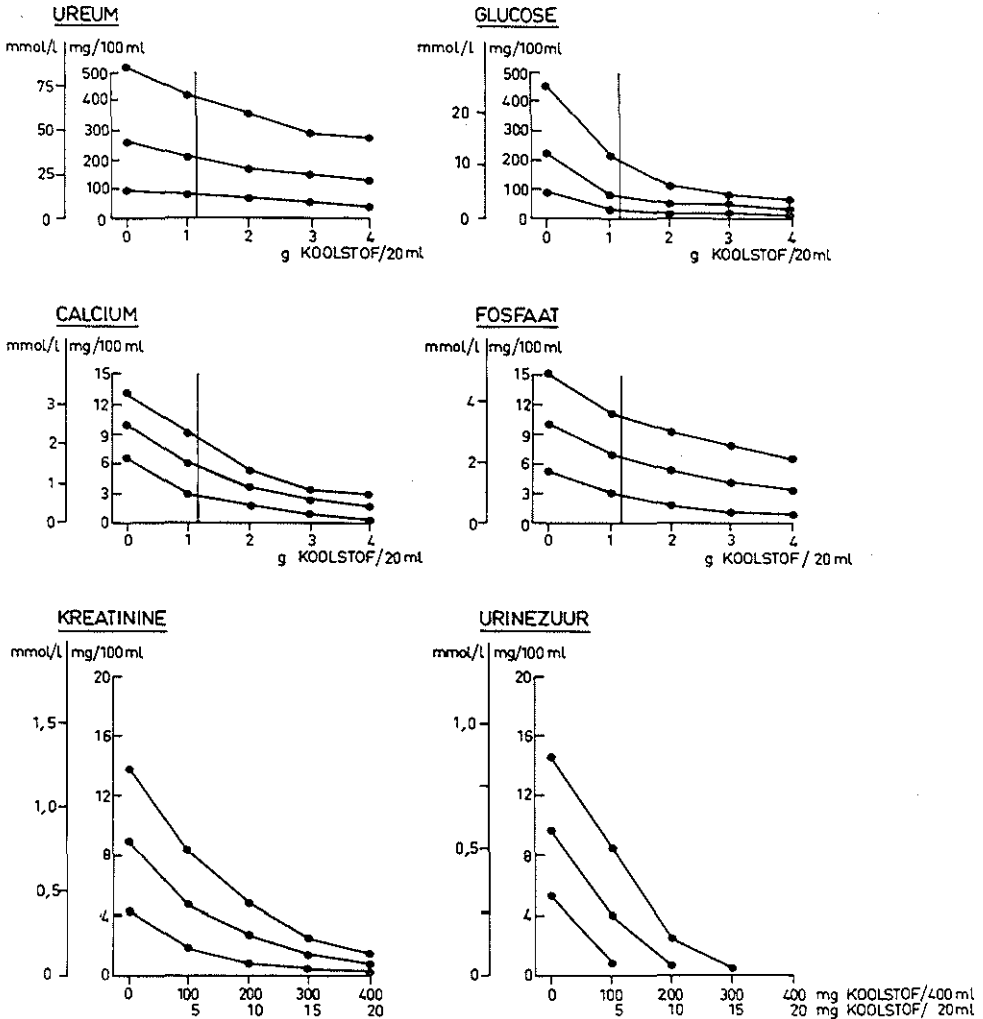 UREUM
mmol/l mg/100 ml
75
50
25
0
500
400
300
200
100
0
0 1 2 3 4
g KOOLSTOF/20 ml
GLUCOSE
mmol/l mg/100 ml
20
10
0
500
400
300
200
100
0
0 1 2 3 4
g KOOLSTOF/20 ml
CALCIUM
mmol/l mg/100 ml
3
2
1
0
15
12
9
6
3
0
0 1 2 3 4
g KOOLSTOF/20 ml
FOSFAAT
mmol/l mg/100 ml
4
2
0
15
12
9
6
3
0
0 1 2 3 4
g KOOLSTOF/ 20 ml
KREATININE
mmol/l mg/100 ml
1,5
1,0
0,5
0
20
16
12
8
4
0
0 100 200 300 400
5 10 15 20
URINEZUUR
mmol/l mg/100 ml
1,0
0,5
0
20
16
12
8
4
0
0 100 200 300 400 mg KOOLSTOF/400 ml
5 10 15 20 mg KOOLSTOF/ 20 ml